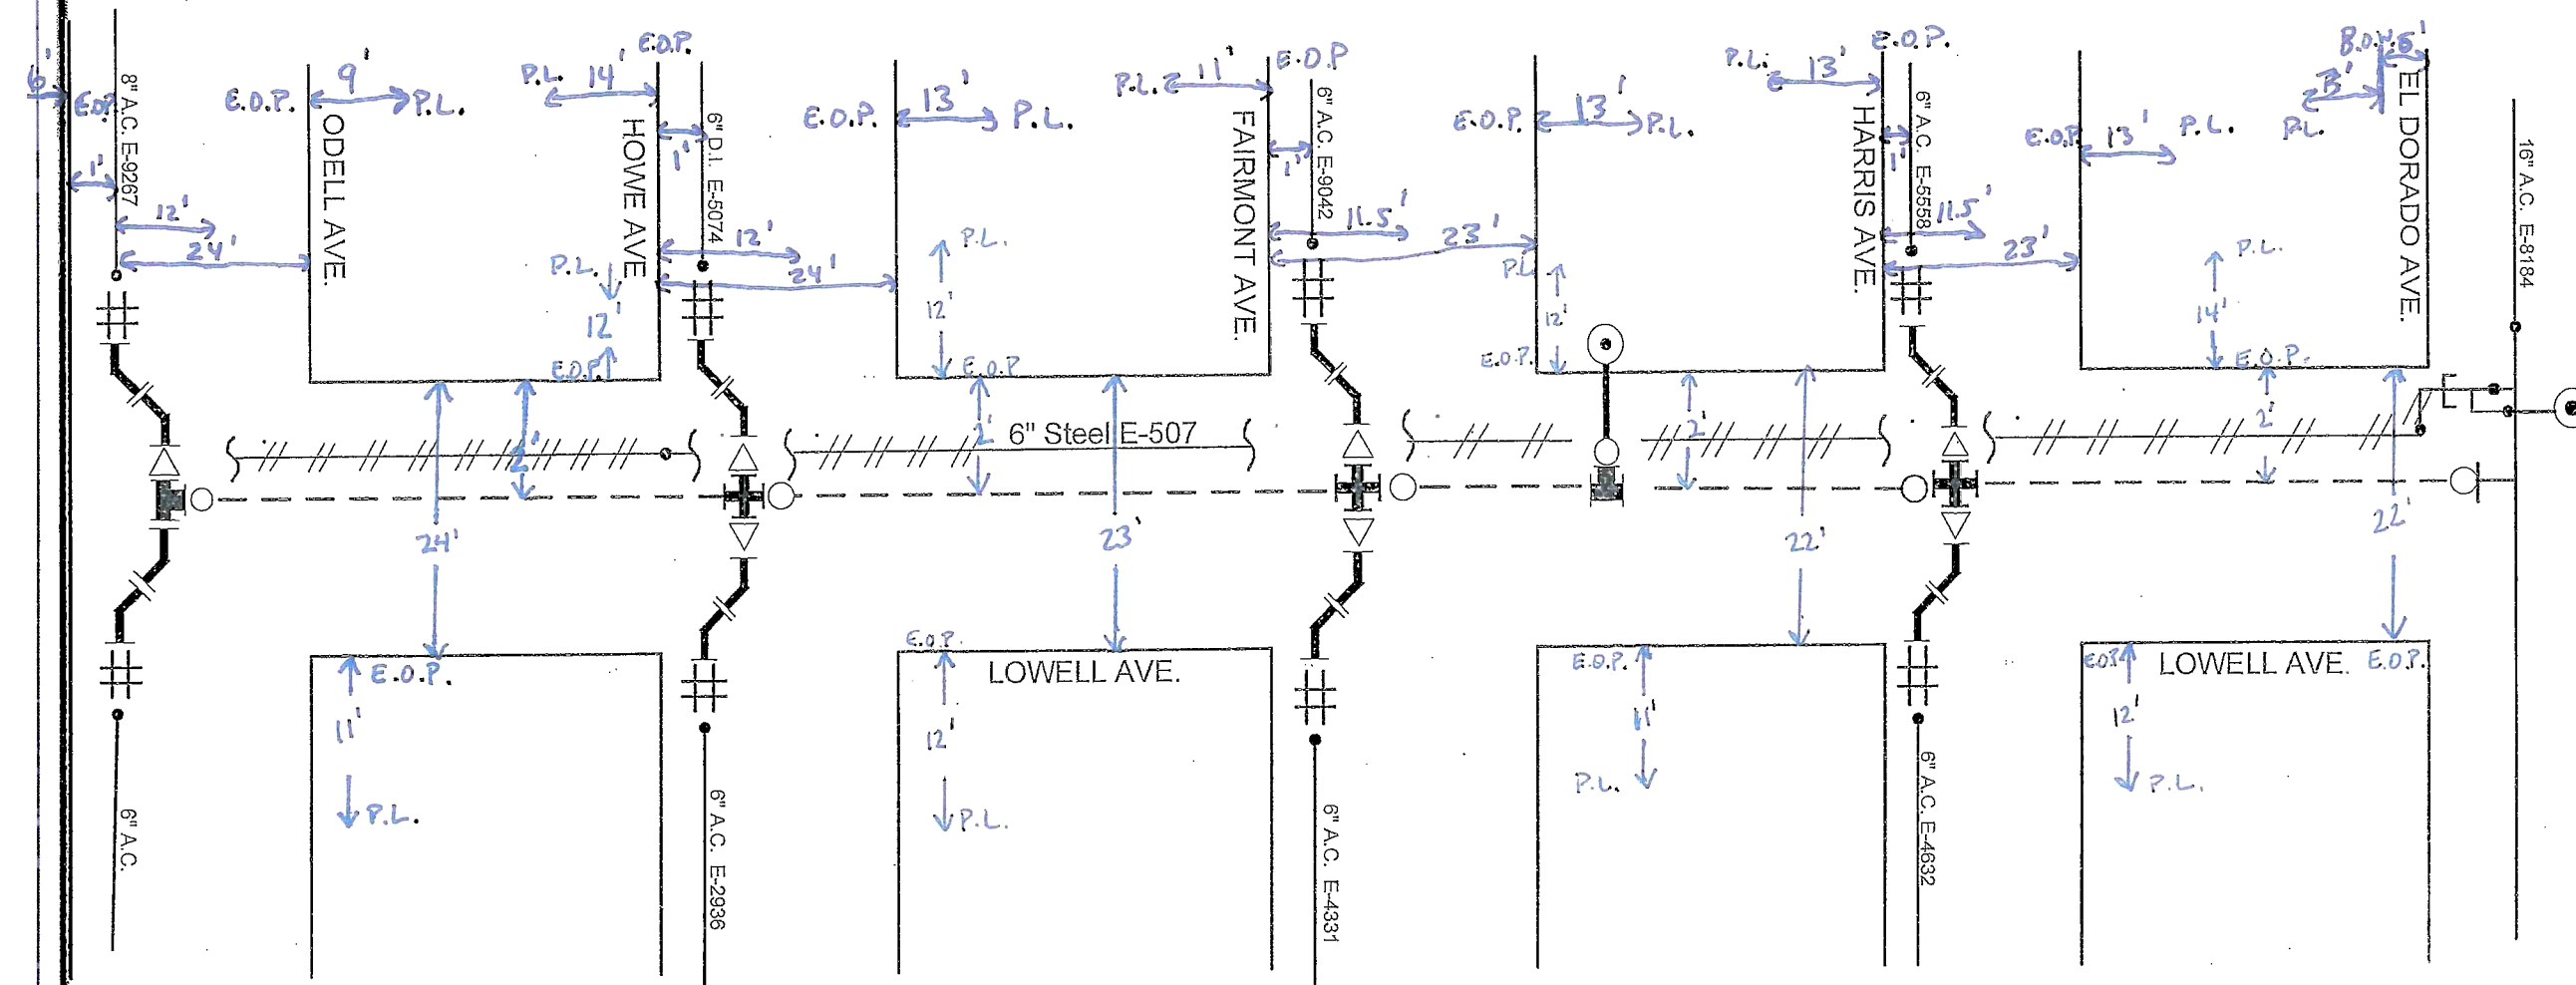 6'
E.O.P.
8" A.C. E-9267
1'
12'
24'
E.O.P.
9'
P.L.
ODELL AVE.
P.L.
14'
E.O.P.
HOWE AVE
1'
6" D.I. E-5074
12'
24'
P.L.
12'
E.O.P.
E.O.P.
13'
P.L.
P.L.
11'
E.O.P
FAIRMONT AVE.
1'
6" A.C. E-9042
11.5'
23'
P.L.
12'
E.O.P
E.O.P.
13'
P.L.
P.L.
13'
E.O.P.
HARRIS AVE.
1'
6" A.C. E-5558
11.5'
23'
P.L.
12'
E.O.P.
E.O.P.
13'
P.L.
P.L.
B.O.W.
6'
EL DORADO AVE.
16" A.C. E-8184
P.L.
14'
E.O.P.
2'
2'
6" Steel E-507
2'
2'
24'
23'
22'
22'
E.O.P.
11'
P.L.
E.O.P.
LOWELL AVE.
12'
P.L.
E.O.P.
11'
P.L.
E.O.P.
LOWELL AVE.
E.O.P.
12'
P.L.
6" A.C.
6" A.C. E-2936
6" A.C. E-4331
6" A.C. E-4632